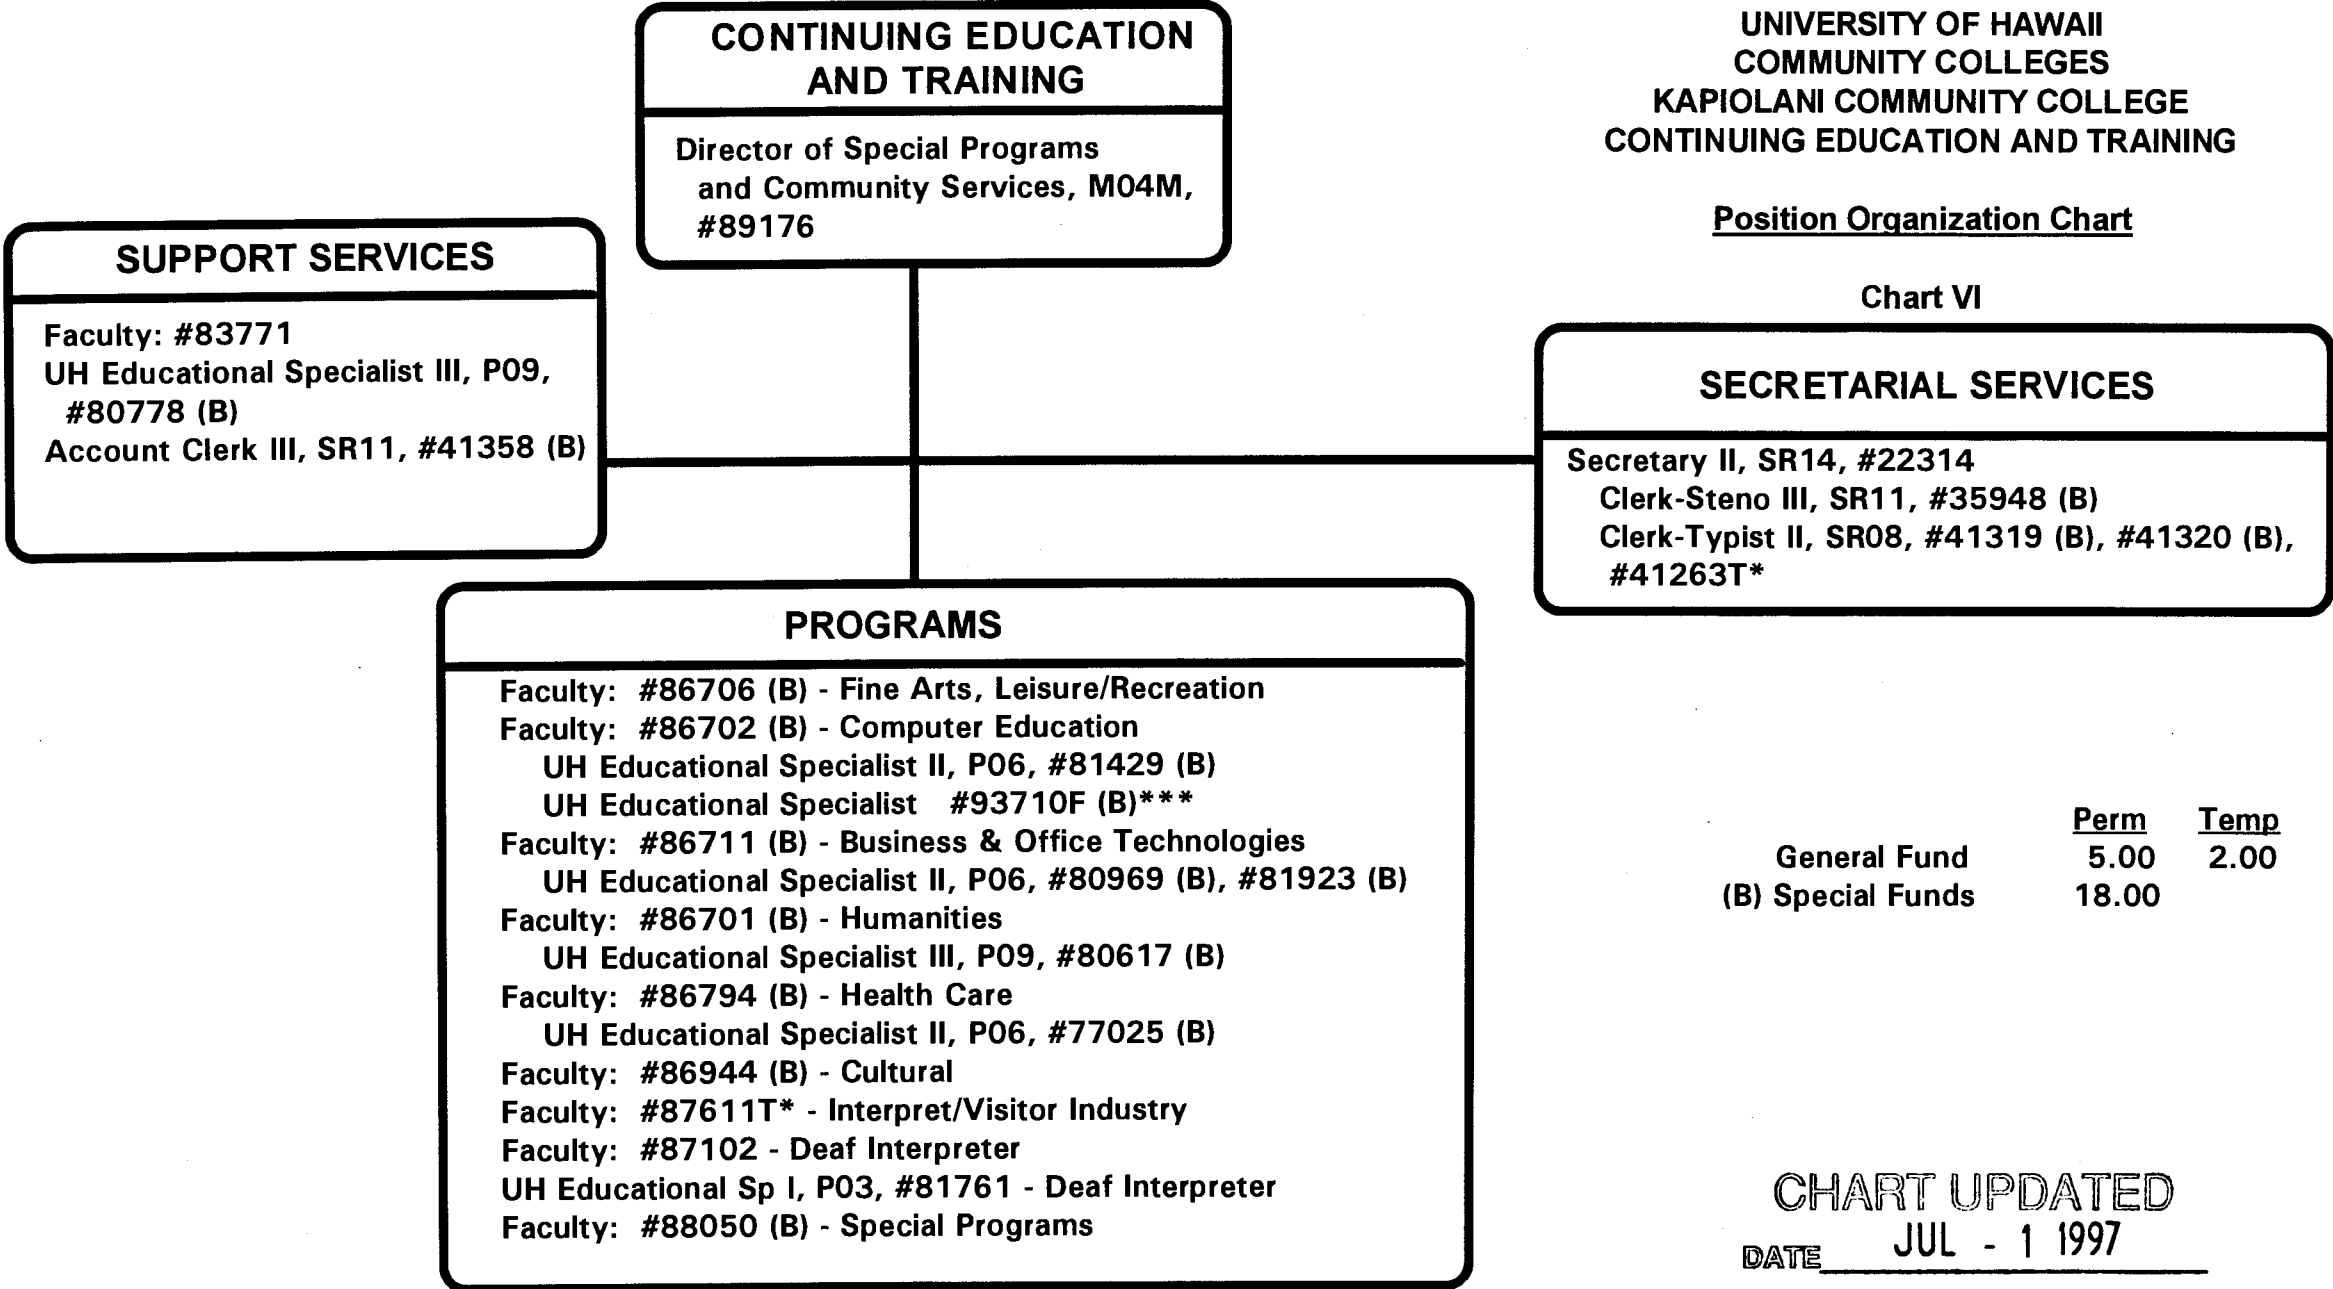 CONTINUING EDUCATION
AND TRAINING
Director of Special Programs
and Community Services, M04M,
#89176
UNIVERSITY OF HAWAII
COMMUNITY COLLEGES
KAPIOLANI COMMUNITY COLLEGE
CONTINUING EDUCATION AND TRAINING
Position Organization Chart
Chart VI
SUPPORT SERVICES
Faculty: #83771
UH Educational Specialist III, P09,
#80778 (B)
Account Clerk III, SR11, #41358 (B)
SECRETARIAL SERVICES
Secretary II, SR14, #22314
Clerk-Steno III, SR11, #35948 (B)
Clerk-Typist II, SR08, #41319 (B), #41320 (B),
#41263T*
PROGRAMS
Faculty: #86706 (B) - Fine Arts, Leisure/Recreation
Faculty: #86702 (B) - Computer Education
UH Educational Specialist II, P06, #81429 (B)
UH Educational Specialist #93710F (B)***
Faculty: #86711 (B) - Business & Office Technologies
UH Educational Specialist II, P06, #80969 (B), #81923 (B)
Faculty: #86701 (B) - Humanities
UH Educational Specialist III, P09, #80617 (B)
Faculty: #86794 (B) - Health Care
UH Educational Specialist II, P06, #77025 (B)
Faculty: #86944 (B) - Cultural
Faculty: #87611T* - Interpret/Visitor Industry
Faculty: #87102 - Deaf Interpreter
UH Educational Sp I, P03, #81761 - Deaf Interpreter
Faculty: #88050 (B) - Special Programs
Perm Temp
General Fund 5.00 2.00
(B) Special Funds 18.00
CHART UPDATED
DATE JUL - 1 1997